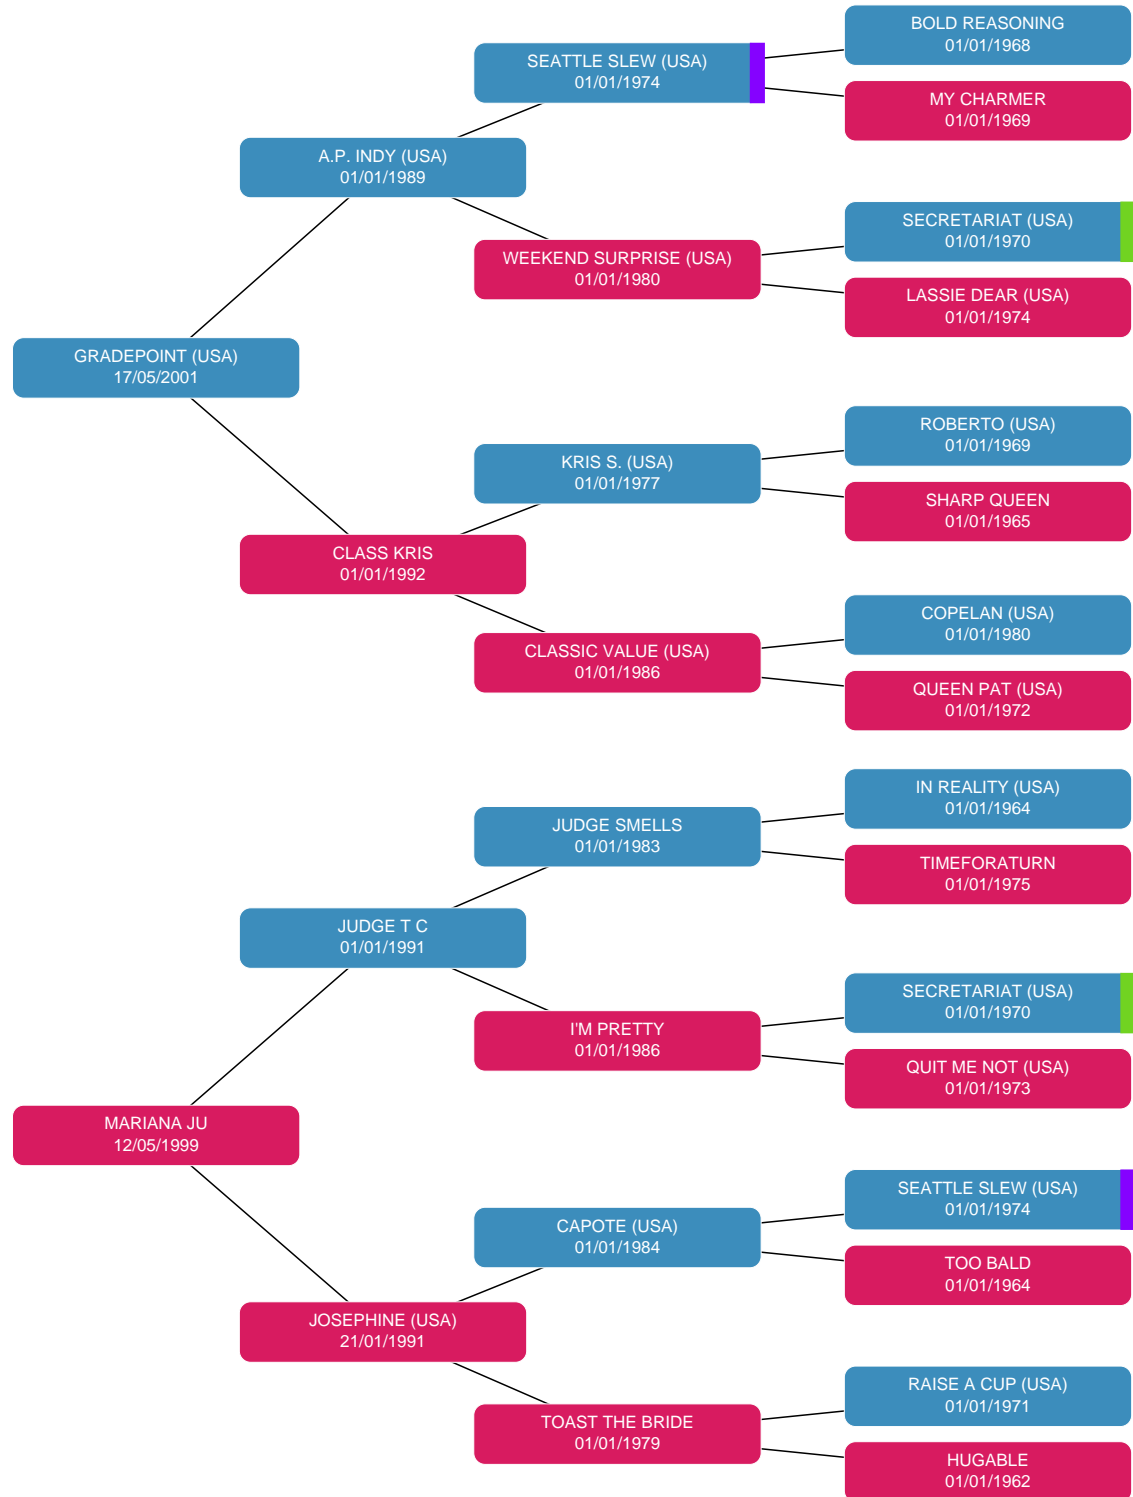 BOLD REASONING
01/01/1968
SEATTLE SLEW (USA)
01/01/1974
MY CHARMER
01/01/1969
A.P. INDY (USA)
01/01/1989
SECRETARIAT (USA)
01/01/1970
WEEKEND SURPRISE (USA)
01/01/1980
LASSIE DEAR (USA)
01/01/1974
GRADEPOINT (USA)
17/05/2001
ROBERTO (USA)
01/01/1969
KRIS S. (USA)
01/01/1977
SHARP QUEEN
01/01/1965
CLASS KRIS
01/01/1992
COPELAN (USA)
01/01/1980
CLASSIC VALUE (USA)
01/01/1986
QUEEN PAT (USA)
01/01/1972
IN REALITY (USA)
01/01/1964
JUDGE SMELLS
01/01/1983
TIMEFORATURN
01/01/1975
JUDGE T C
01/01/1991
SECRETARIAT (USA)
01/01/1970
I'M PRETTY
01/01/1986
QUIT ME NOT (USA)
01/01/1973
MARIANA JU
12/05/1999
SEATTLE SLEW (USA)
01/01/1974
CAPOTE (USA)
01/01/1984
TOO BALD
01/01/1964
JOSEPHINE (USA)
21/01/1991
RAISE A CUP (USA)
01/01/1971
TOAST THE BRIDE
01/01/1979
HUGABLE
01/01/1962